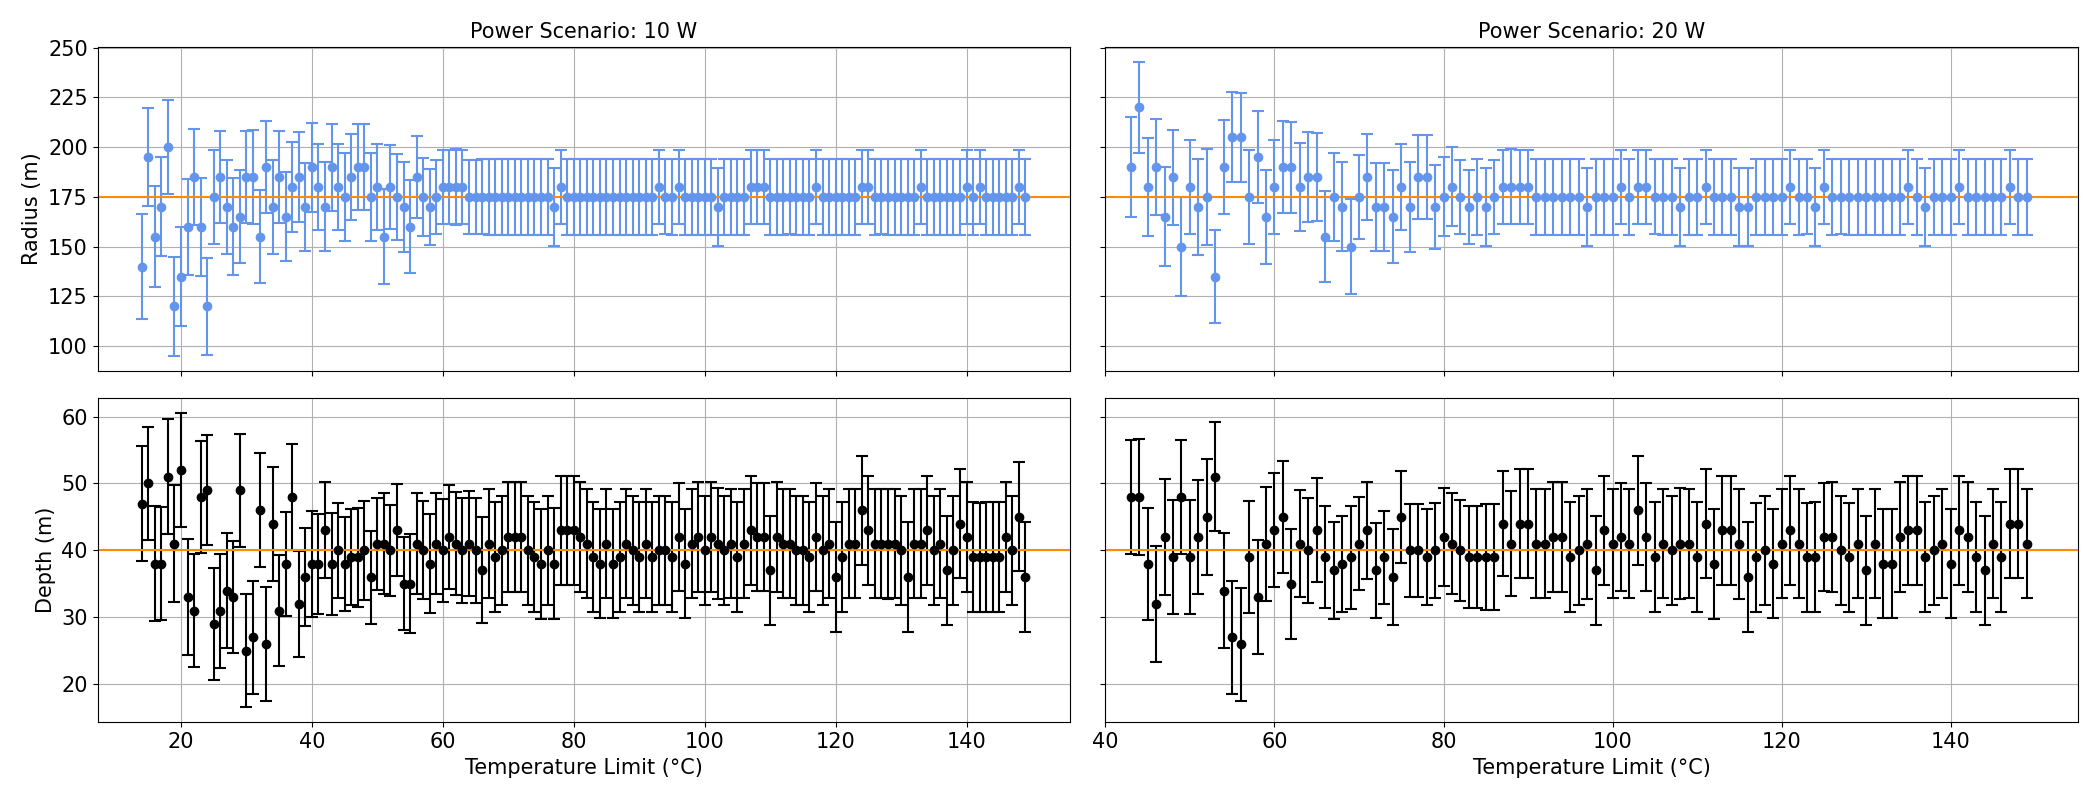 Power Scenario: 10 W
Power Scenario: 20 W
250
225
200
175
150
125
100
Radius (m)
60
50
40
30
20
Depth (m)
20 40 60 80 100 120 140
40 60 80 100 120 140
Temperature Limit (°C)
Temperature Limit (°C)